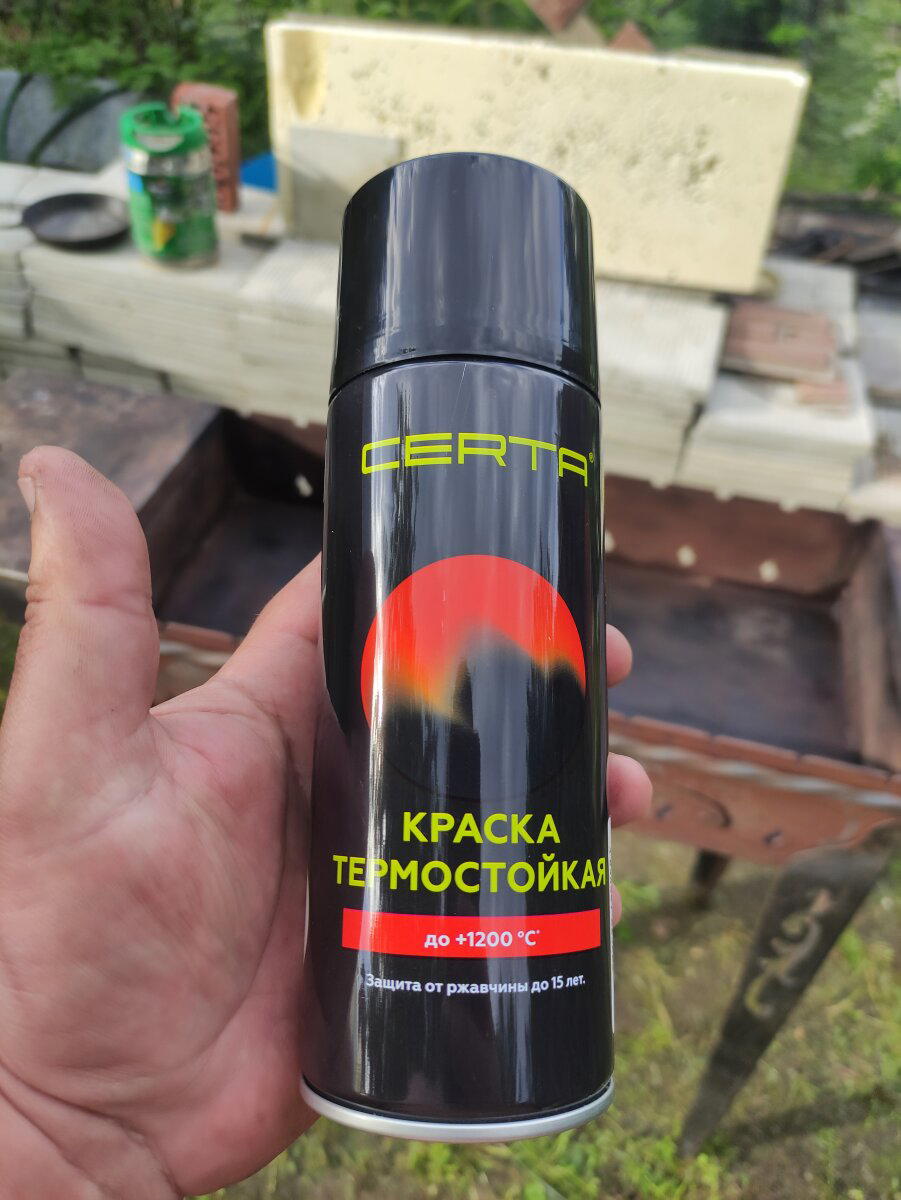 CERTA®
КРАСКА
ТЕРМОСТОЙКАЯ
до +1200 °C*
Защита от ржавчины до 15 лет.